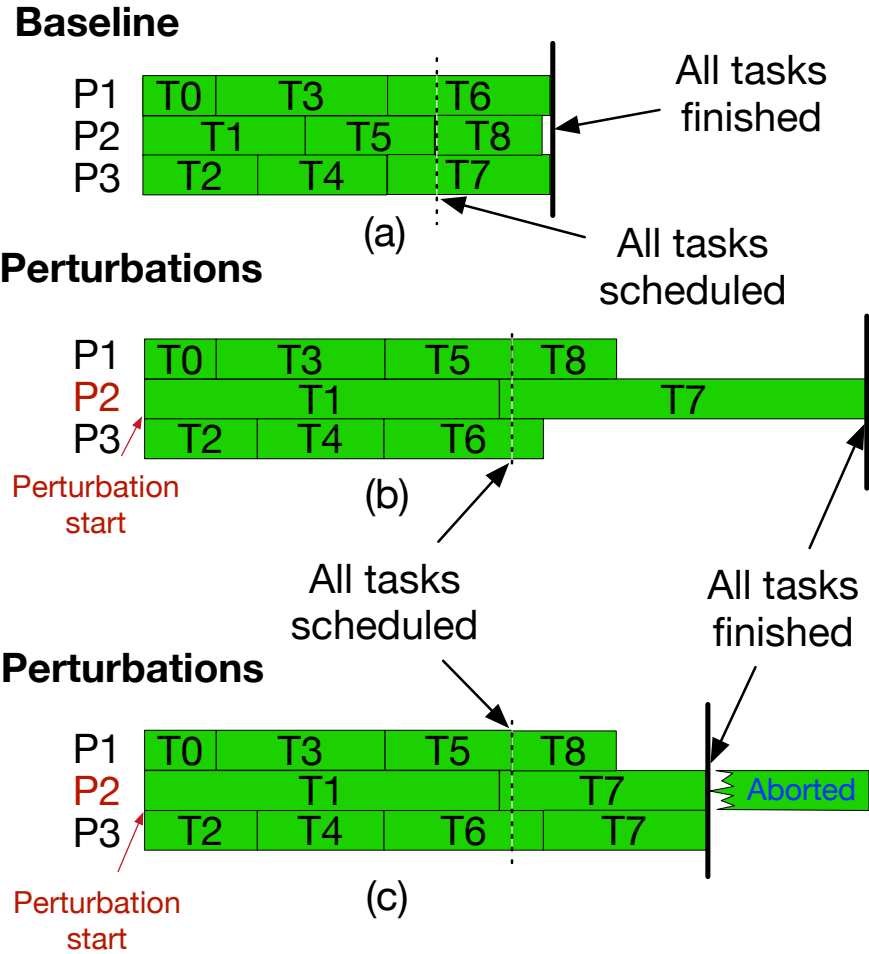 Baseline
P1 T0 T3 T6
P2 T1 T5 T8
P3 T2 T4 T7
All tasks
finished
(a)
All tasks
scheduled
Perturbations
P1 T0 T3 T5 T8
P2 T1 T7
P3 T2 T4 T6
Perturbation
start
(b)
All tasks
scheduled
All tasks
finished
Perturbations
P1 T0 T3 T5 T8
P2 T1 T7 Aborted
P3 T2 T4 T6 T7
Perturbation
start
(c)